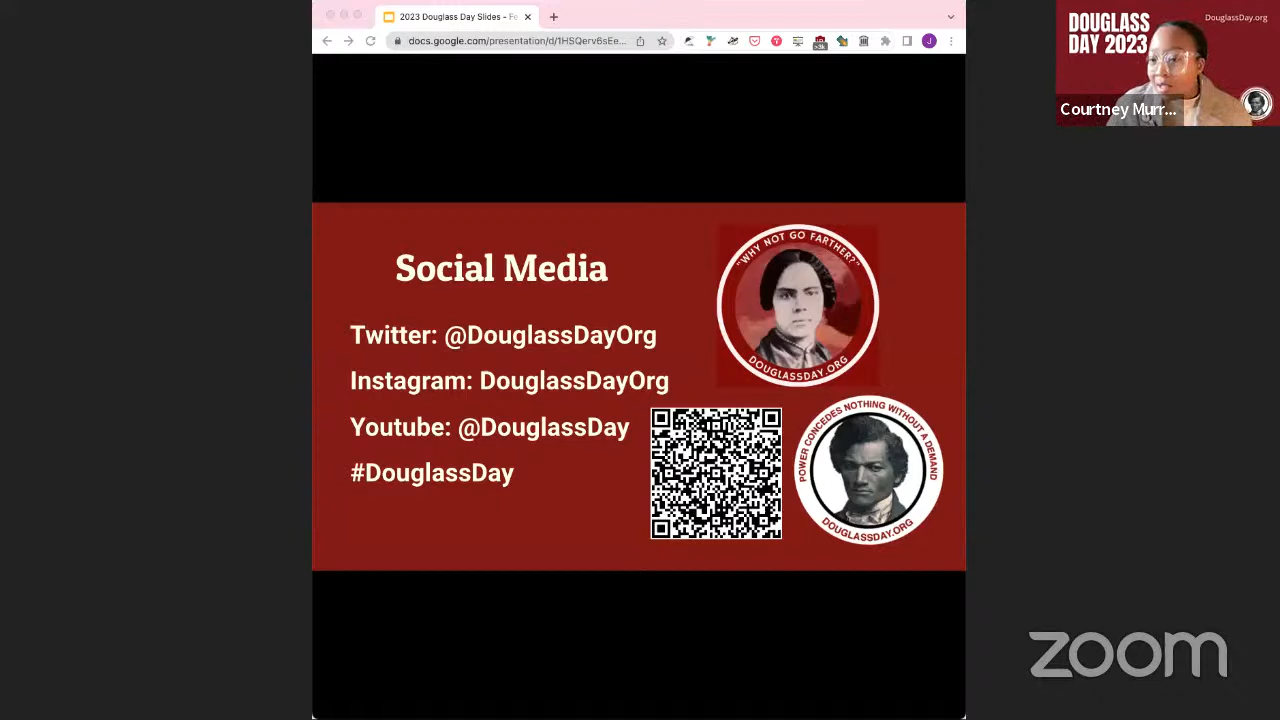 2023 Douglass Day Slides - Fe
docs.google.com/presentation/d/1HSQerv6sEe...
>3k
J
DOUGLASS
DAY 2023
DouglassDay.org
Courtney Murr...
Social Media
Twitter: @DouglassDayOrg
Instagram: DouglassDayOrg
Youtube: @DouglassDay
#DouglassDay
"WHY NOT GO FARTHER?"
DOUGLASSDAY.ORG
POWER CONCEDES NOTHING WITHOUT A DEMAND
DOUGLASSDAY.ORG
zoom